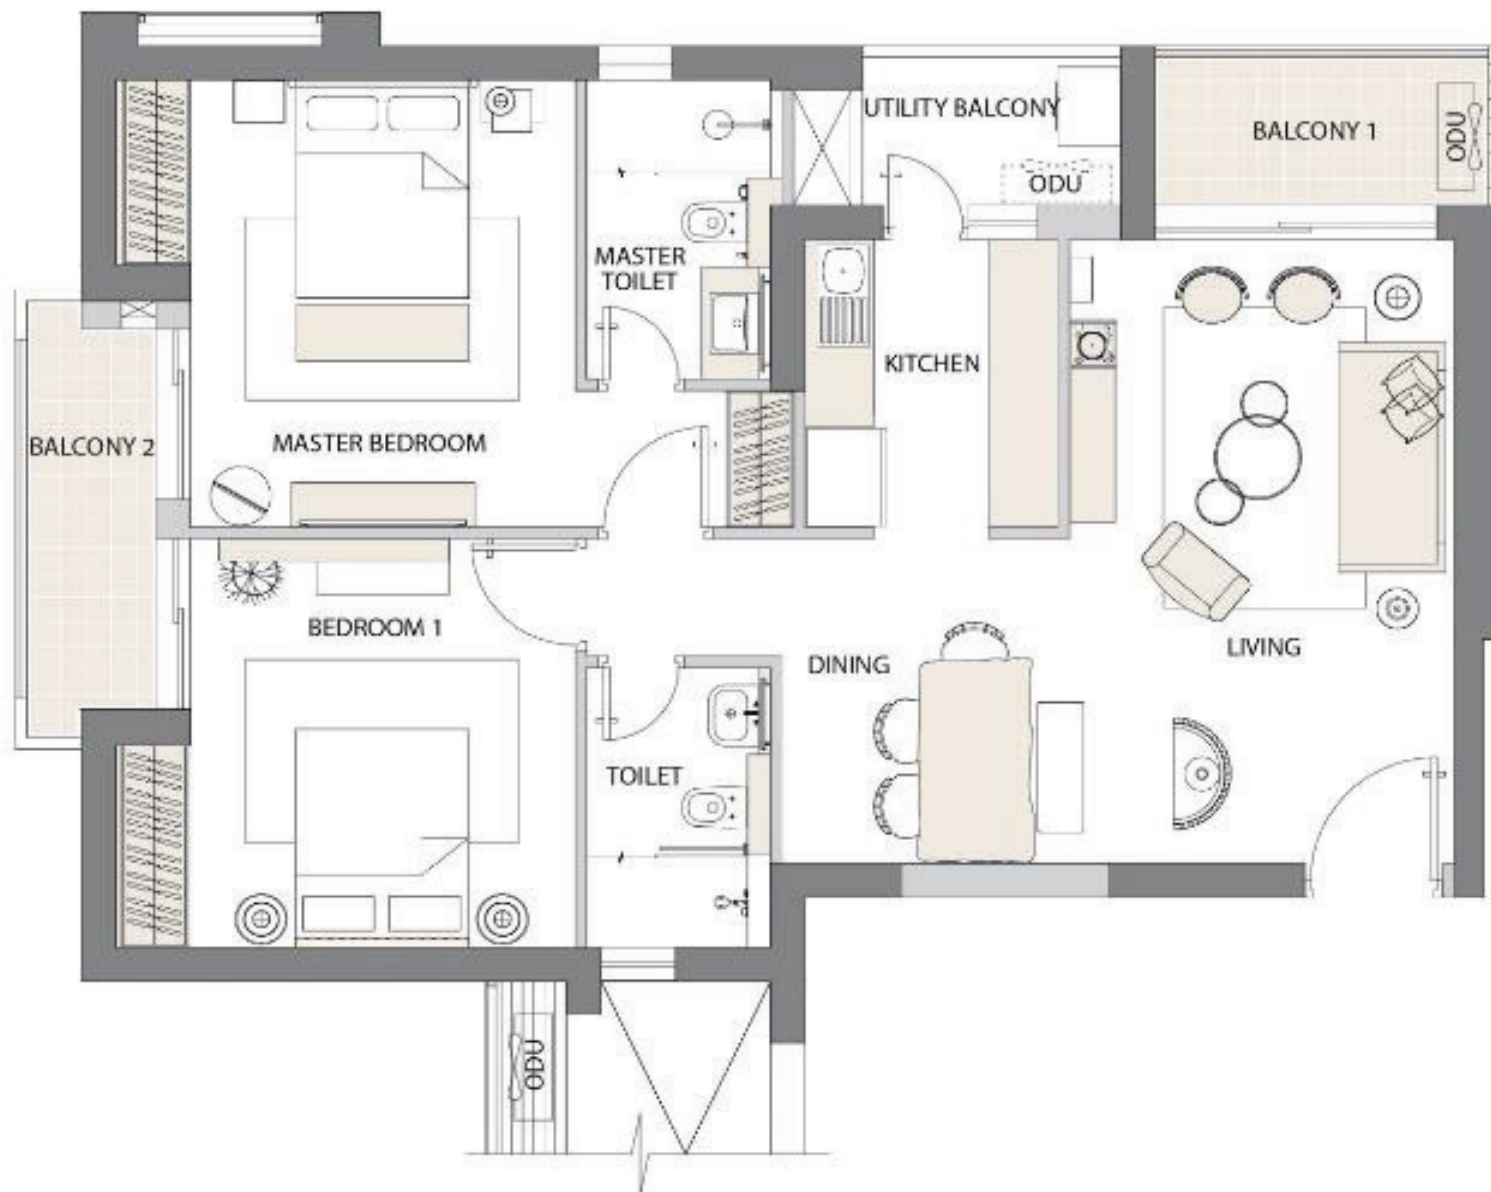 UTILITY BALCONY
BALCONY 1
ODU
ODU
MASTER
TOILET
KITCHEN
BALCONY 2
MASTER BEDROOM
BEDROOM 1
DINING
LIVING
TOILET
ODU